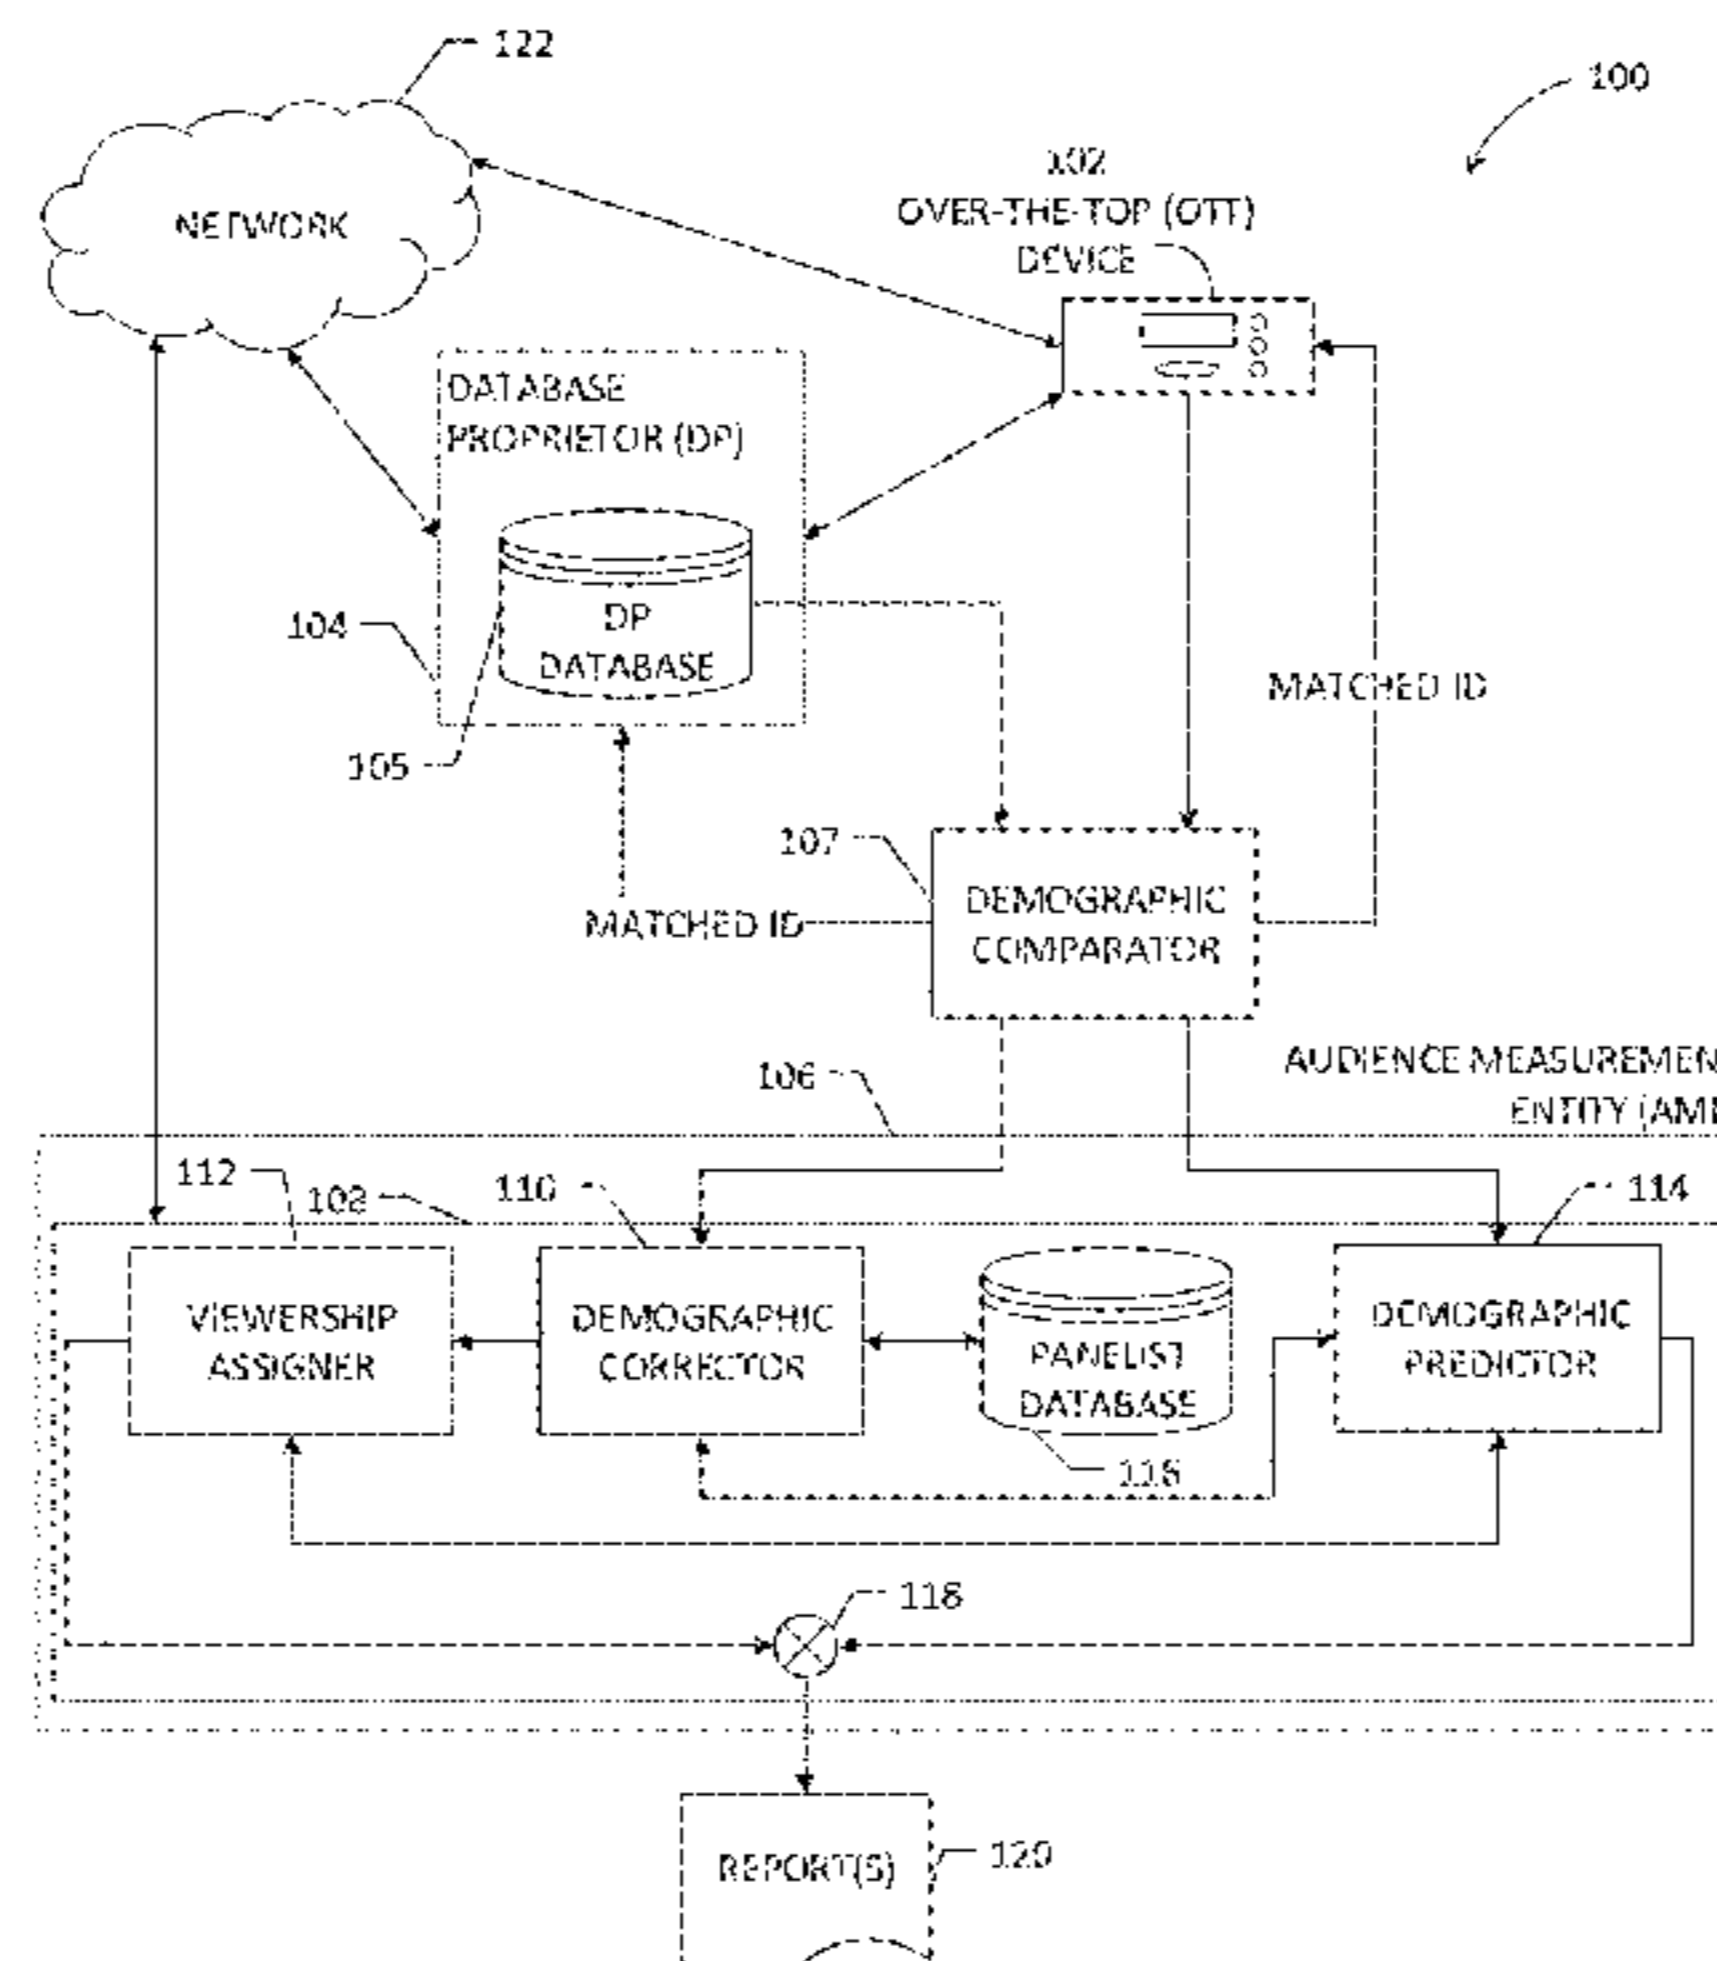 122
100
102
OVER-THE-TOP (OTT)
DEVICE
NETWORK
DATABASE
PROPRIETOR (DP)
DP
DATABASE
104
105
MATCHED ID
107
MATCHED ID
DEMOGRAPHIC
COMPARATOR
106
AUDIENCE MEASUREMEN
ENTITY (AME
112
108
110
114
VIEWERSHIP
ASSIGNER
DEMOGRAPHIC
CORRECTOR
PANELIST
DATABASE
DEMOGRAPHIC
PREDICTOR
116
118
REPORT(S)
120